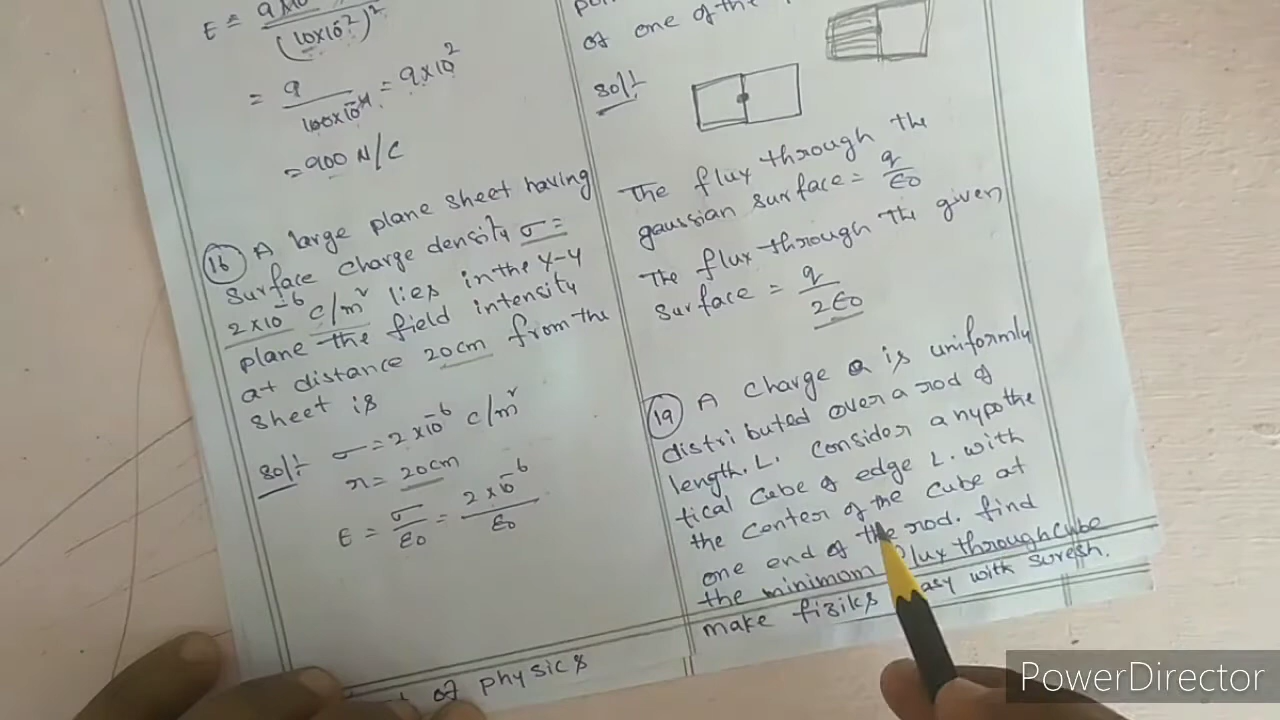 E = 9×10
(10×10⁻²)²
= 9 / 100×10⁻⁴ = 9×10²
= 900 N/C
(16) A large plane sheet having
surface charge density σ =
2×10⁻⁶ c/m² lies in the x-y
plane the field intensity
at distance 20cm from the
sheet is
sol:- σ = 2×10⁻⁶ c/m²
r = 20cm
E = σ/ε₀ = 2×10⁻⁶/ε₀
of physics
of one of the
sol:-
The flux through the
gaussian surface = q/ε₀
The flux through the given
surface = q/2ε₀
(19) A charge Q is uniformly
distributed over a rod of
length. L. Consider a hypothe
tical cube of edge L. with
the center of the cube at
one end of the rod. find
the minimom flux through cube
make fiziks easy with suresh.
PowerDirector